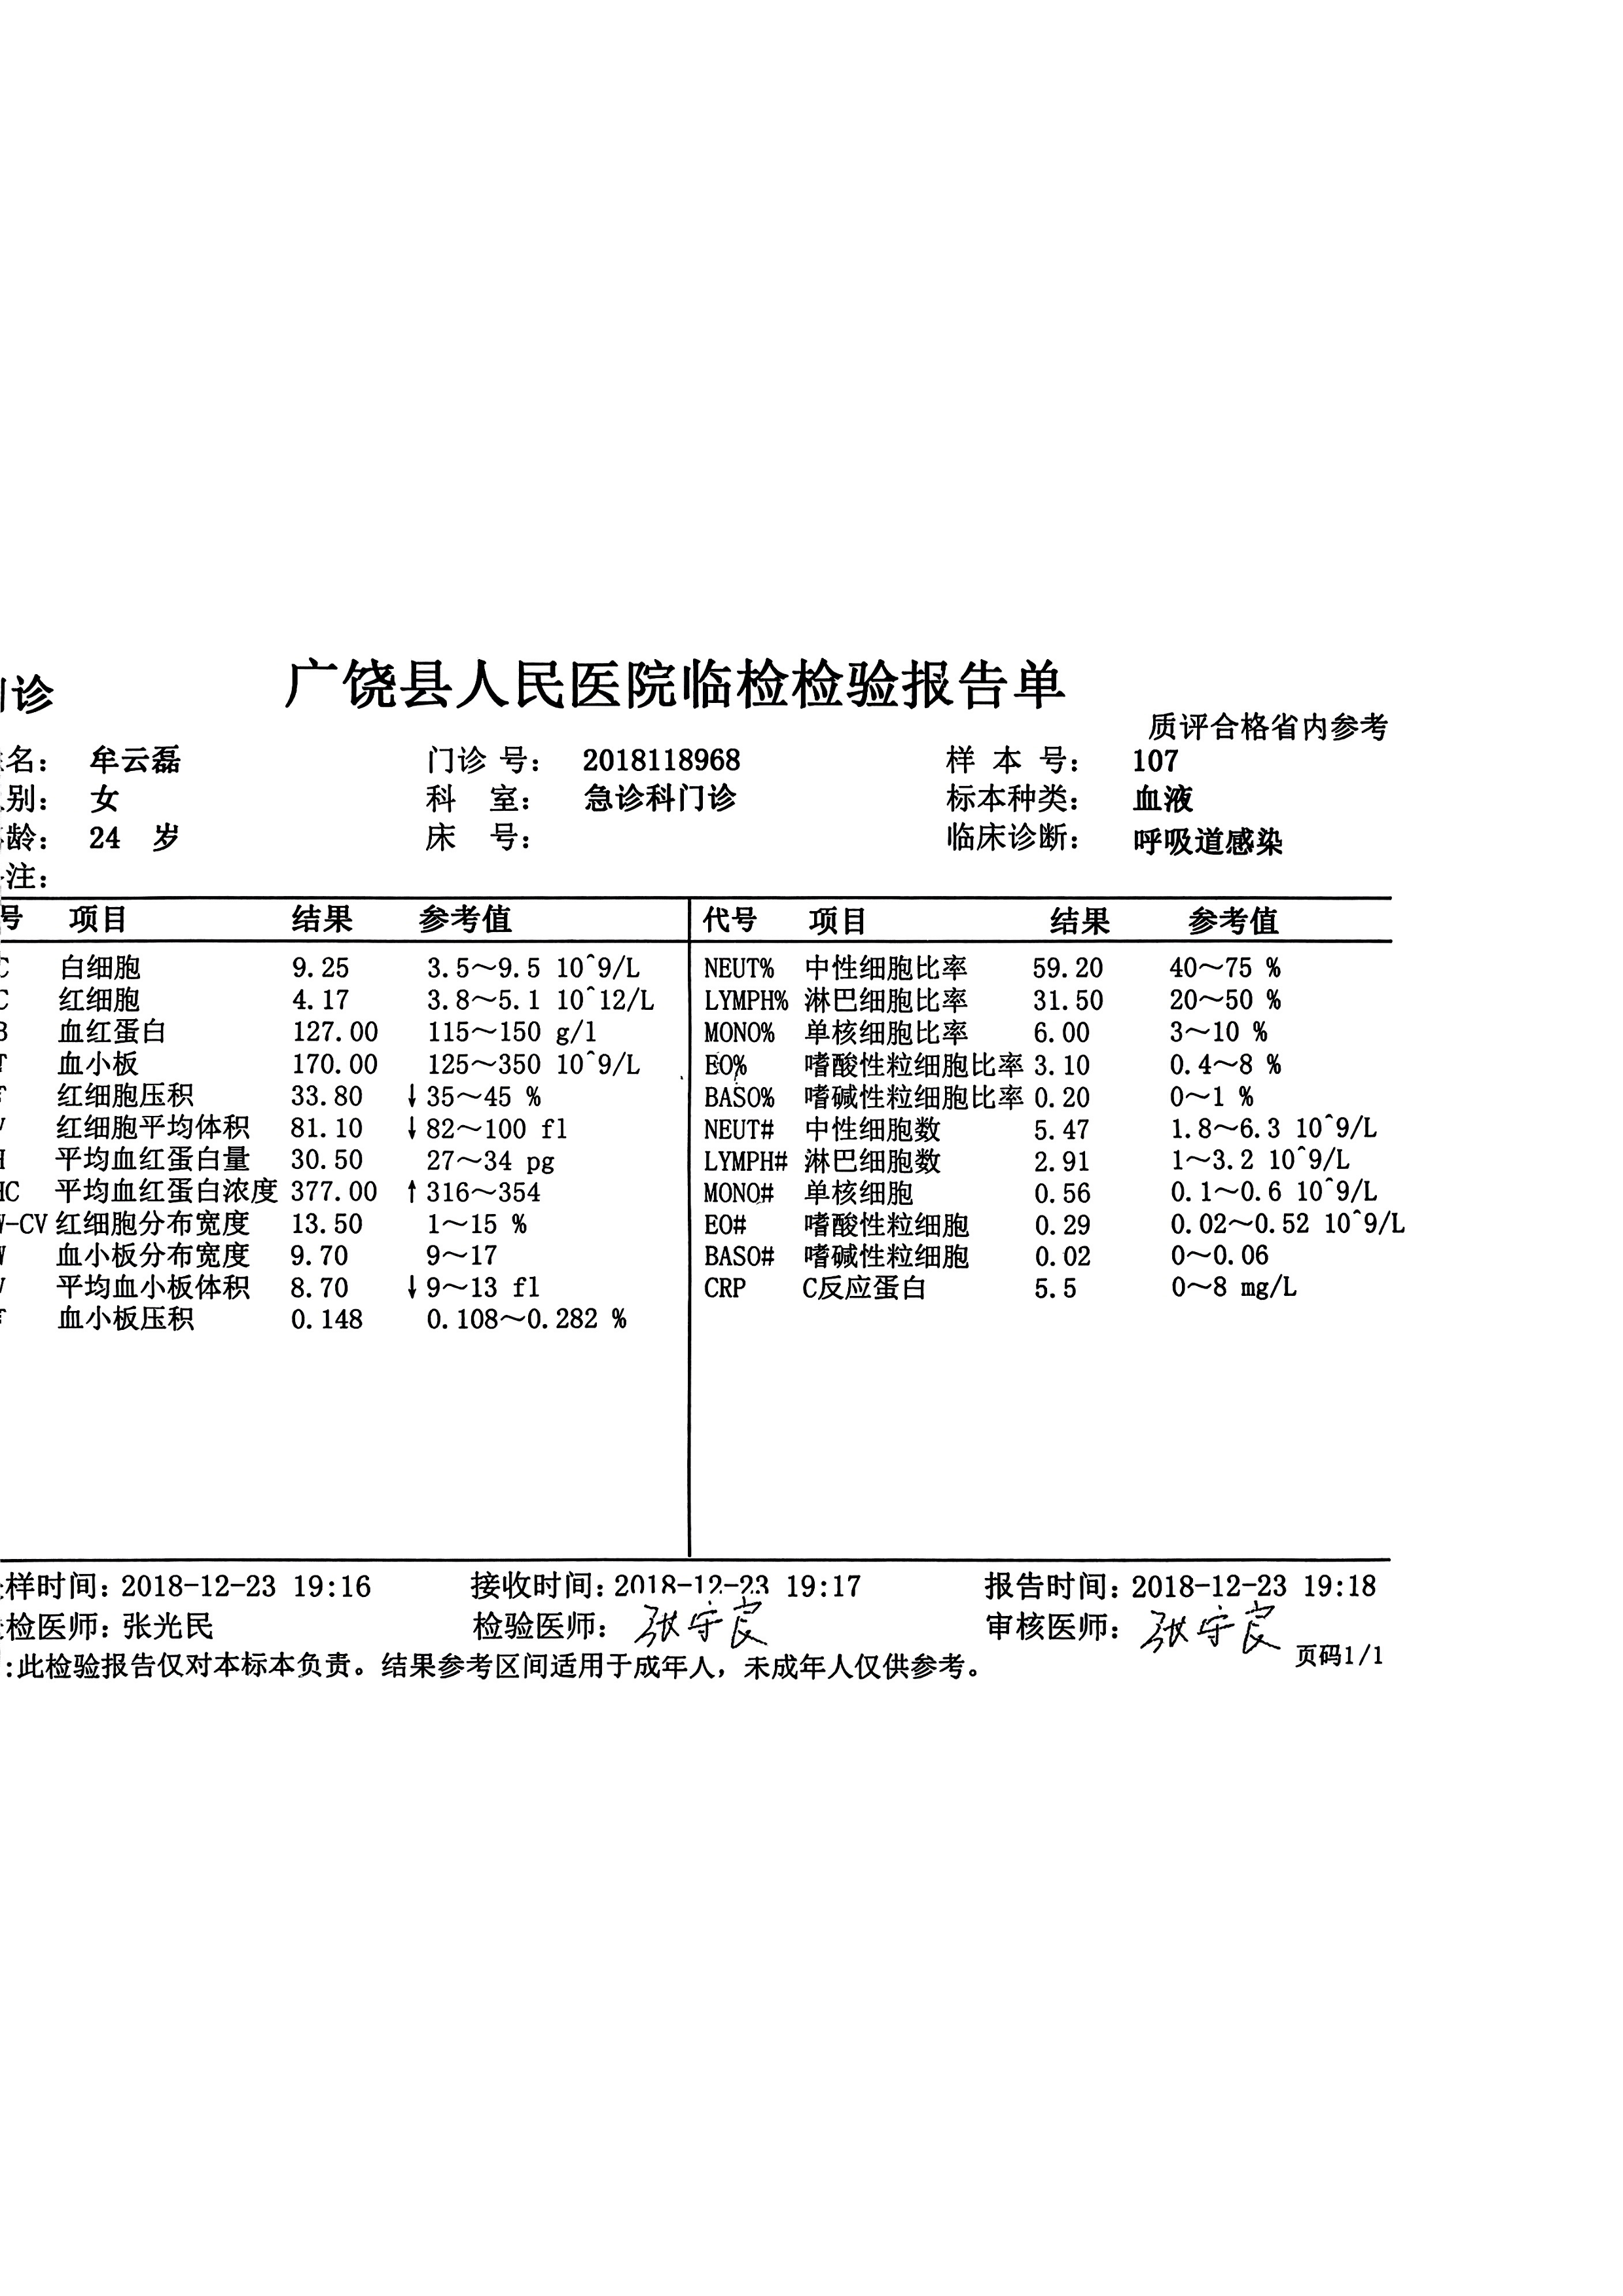 诊
广饶县人民医院临检检验报告单
质评合格省内参考
名： 牟云磊 门诊 号： 2018118968 样 本 号： 107
别： 女 科 室： 急诊科门诊 标本种类： 血液
龄： 24 岁 床 号： 临床诊断： 呼吸道感染
注：
号 项目 结果 参考值 代号 项目 结果 参考值
C 白细胞 9.25 3.5～9.5 10^9/L NEUT% 中性细胞比率 59.20 40～75 %
C 红细胞 4.17 3.8～5.1 10^12/L LYMPH% 淋巴细胞比率 31.50 20～50 %
B 血红蛋白 127.00 115～150 g/l MONO% 单核细胞比率 6.00 3～10 %
T 血小板 170.00 125～350 10^9/L EO% 嗜酸性粒细胞比率 3.10 0.4～8 %
红细胞压积 33.80 ↓ 35～45 % BASO% 嗜碱性粒细胞比率 0.20 0～1 %
红细胞平均体积 81.10 ↓ 82～100 fl NEUT# 中性细胞数 5.47 1.8～6.3 10^9/L
H 平均血红蛋白量 30.50 27～34 pg LYMPH# 淋巴细胞数 2.91 1～3.2 10^9/L
HC 平均血红蛋白浓度 377.00 ↑ 316～354 MONO# 单核细胞 0.56 0.1～0.6 10^9/L
W-CV 红细胞分布宽度 13.50 1～15 % EO# 嗜酸性粒细胞 0.29 0.02～0.52 10^9/L
血小板分布宽度 9.70 9～17 BASO# 嗜碱性粒细胞 0.02 0～0.06
平均血小板体积 8.70 ↓ 9～13 fl CRP C反应蛋白 5.5 0～8 mg/L
血小板压积 0.148 0.108～0.282 %
样时间：2018-12-23 19:16 接收时间：2018-12-23 19:17 报告时间：2018-12-23 19:18
检医师：张光民 检验医师： 张守良 审核医师： 张守良
:此检验报告仅对本标本负责。结果参考区间适用于成年人，未成年人仅供参考。 页码1/1